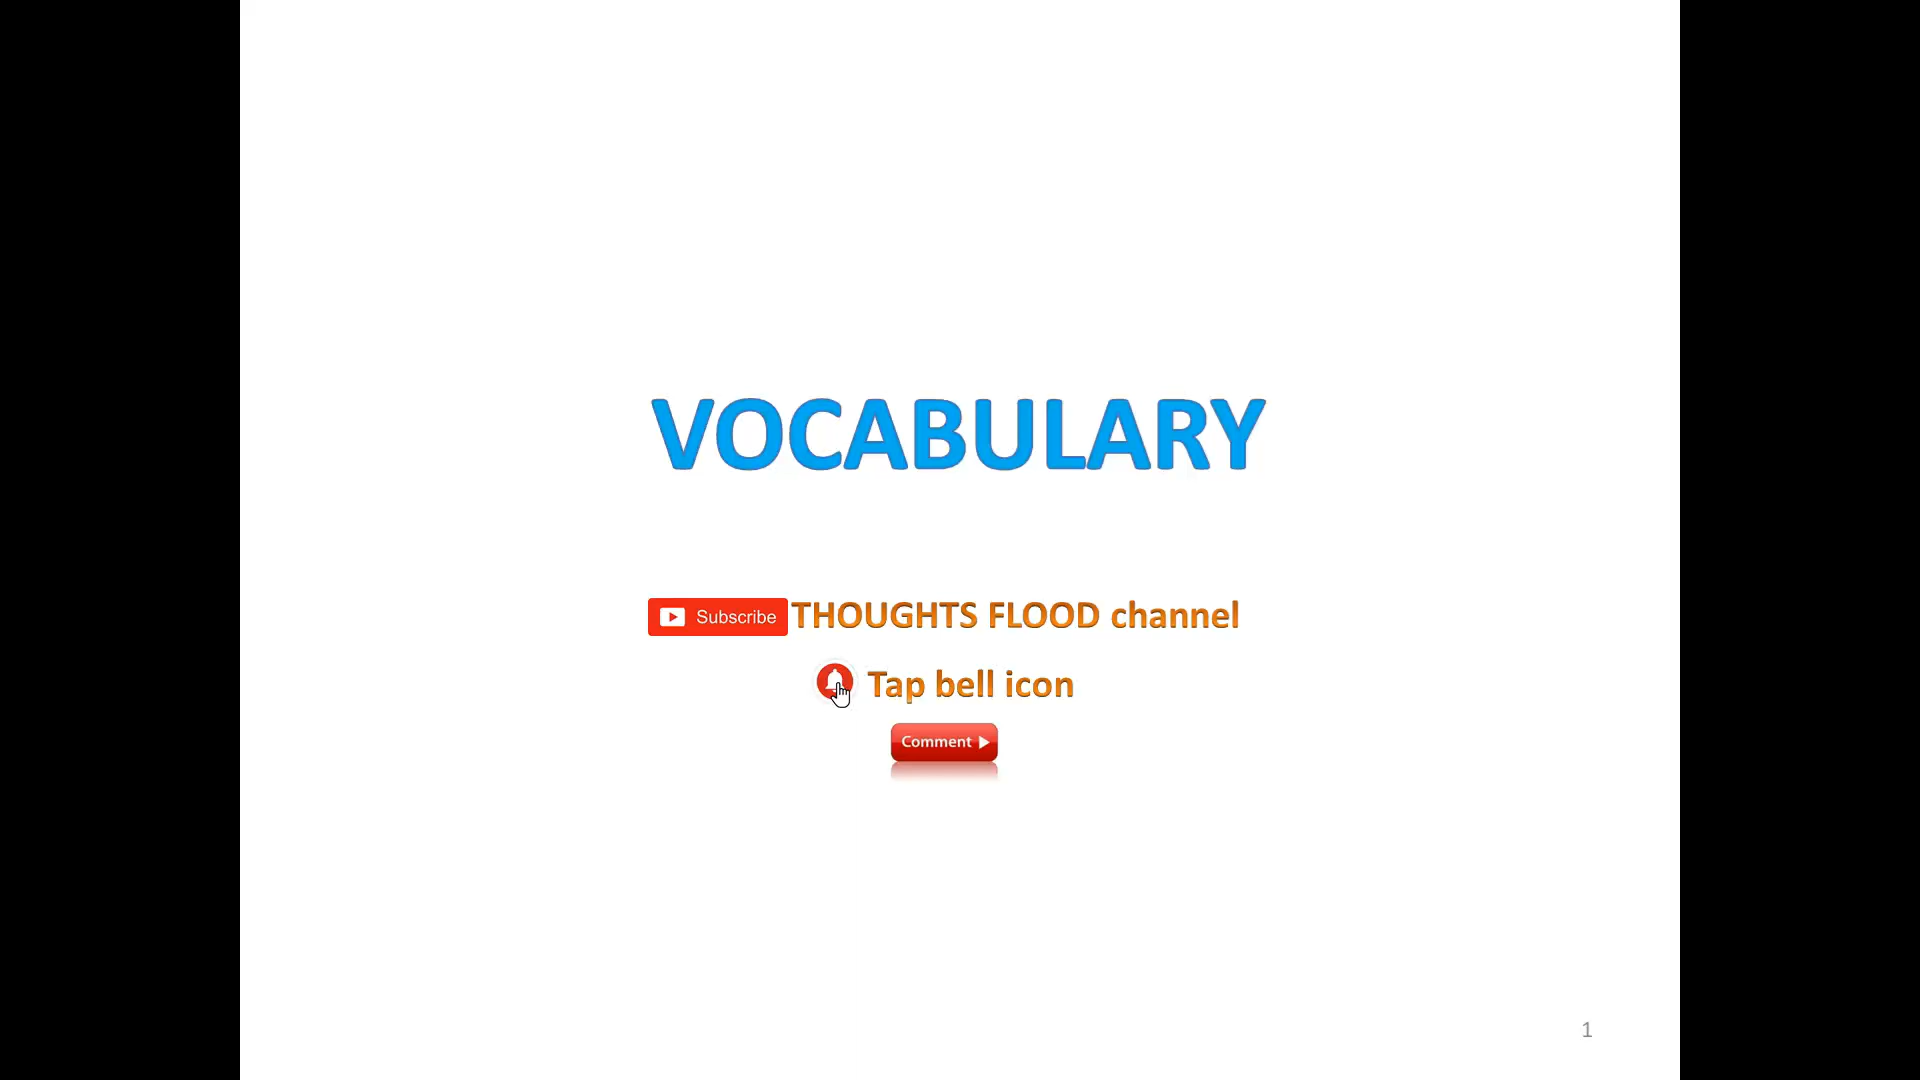 VOCABULARY
Subscribe THOUGHTS FLOOD channel
Tap bell icon
Comment
1